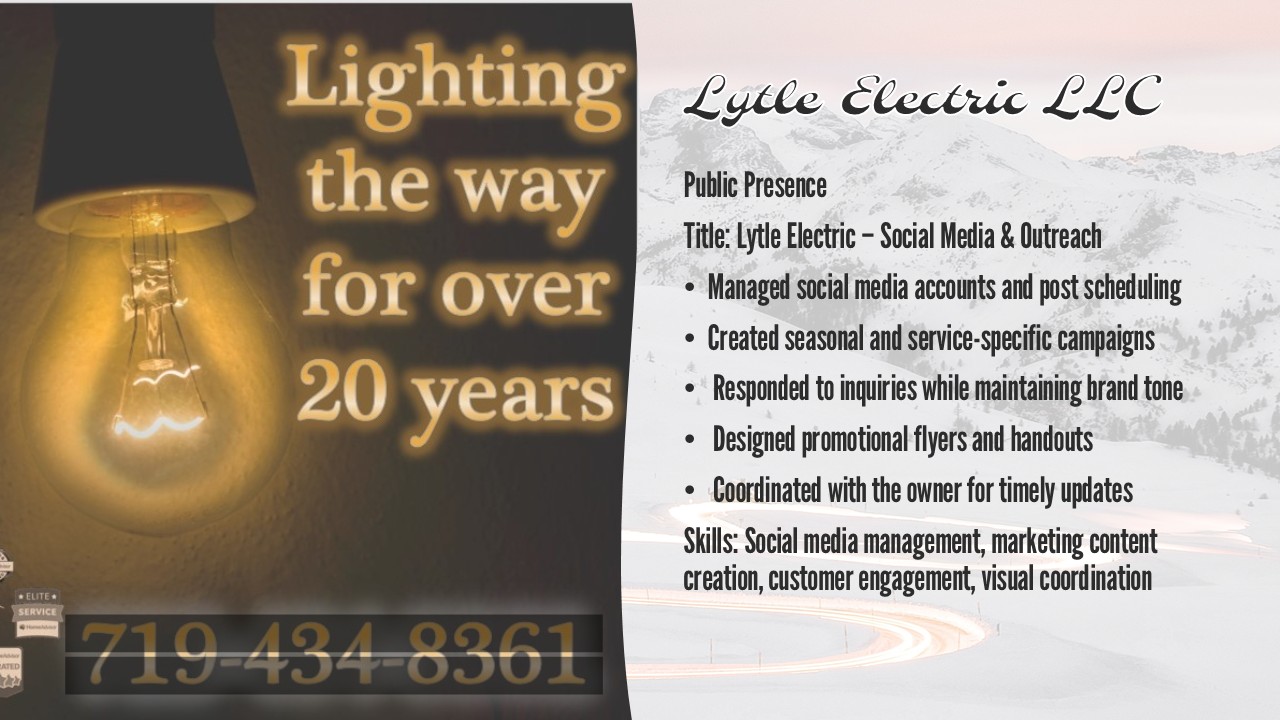 Lighting
the way
for over
20 years
ELITE
SERVICE
HomeAdvisor
RATED
719-434-8361
Lytle Electric LLC
Public Presence
Title: Lytle Electric – Social Media & Outreach
• Managed social media accounts and post scheduling
• Created seasonal and service-specific campaigns
• Responded to inquiries while maintaining brand tone
• Designed promotional flyers and handouts
• Coordinated with the owner for timely updates
Skills: Social media management, marketing content
creation, customer engagement, visual coordination